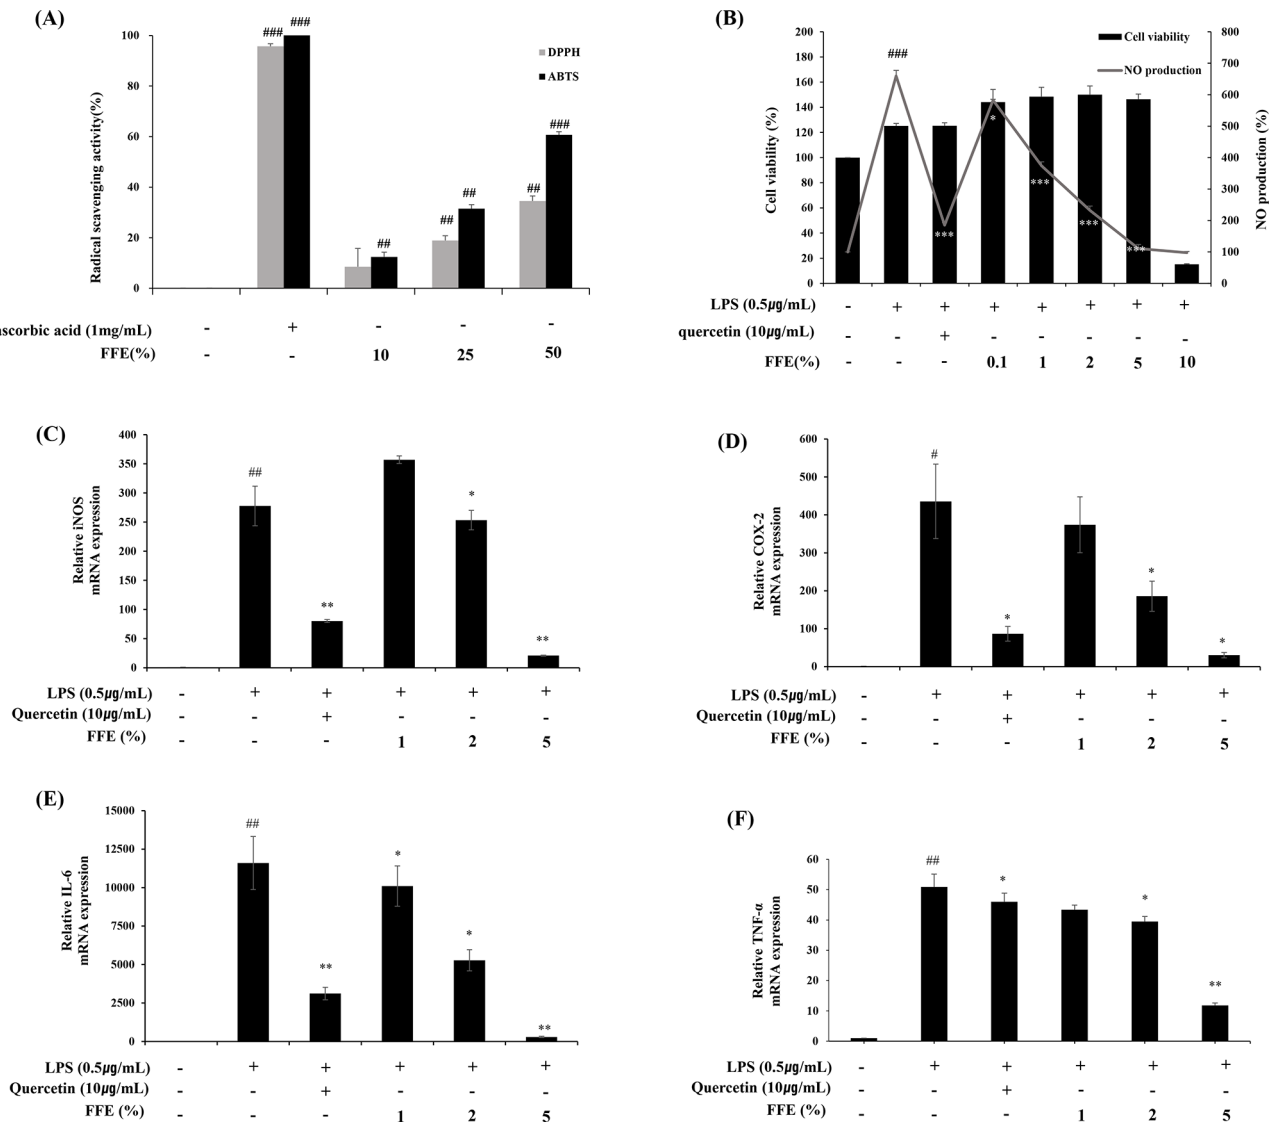 (A)
###
###
100
DPPH
ABTS
80
###
60
##
##
40
##
##
20
0
Radical scavenging activity(%)
ascorbic acid (1mg/mL) - + - - -
FFE(%) - - 10 25 50
(B)
200
180
160
140
120
100
80
60
40
20
0
Cell viability (%)
Cell viability
NO production
###
*
***
***
***
***
800
700
600
500
400
300
200
100
0
NO production (%)
LPS (0.5㎍/mL) - + + + + + + +
quercetin (10㎍/mL) - - + - - - - -
FFE(%) - - - 0.1 1 2 5 10
(C)
400
350
300
250
200
150
100
50
0
Relative iNOS
mRNA expression
##
**
*
**
LPS (0.5㎍/mL) - + + + + +
Quercetin (10㎍/mL) - - + - - -
FFE (%) - - - 1 2 5
(D)
600
500
400
300
200
100
0
Relative COX-2
mRNA expression
#
*
*
*
LPS (0.5㎍/mL) - + + + + +
Quercetin (10㎍/mL) - - + - - -
FFE (%) - - - 1 2 5
(E)
15000
12500
10000
7500
5000
2500
0
Relative IL-6
mRNA expression
##
**
*
*
**
LPS (0.5㎍/mL) - + + + + +
Quercetin (10㎍/mL) - - + - - -
FFE (%) - - - 1 2 5
(F)
60
50
40
30
20
10
0
Relative TNF-α
mRNA expression
##
*
*
**
LPS (0.5㎍/mL) - + + + + +
Quercetin (10㎍/mL) - - + - - -
FFE (%) - - - 1 2 5